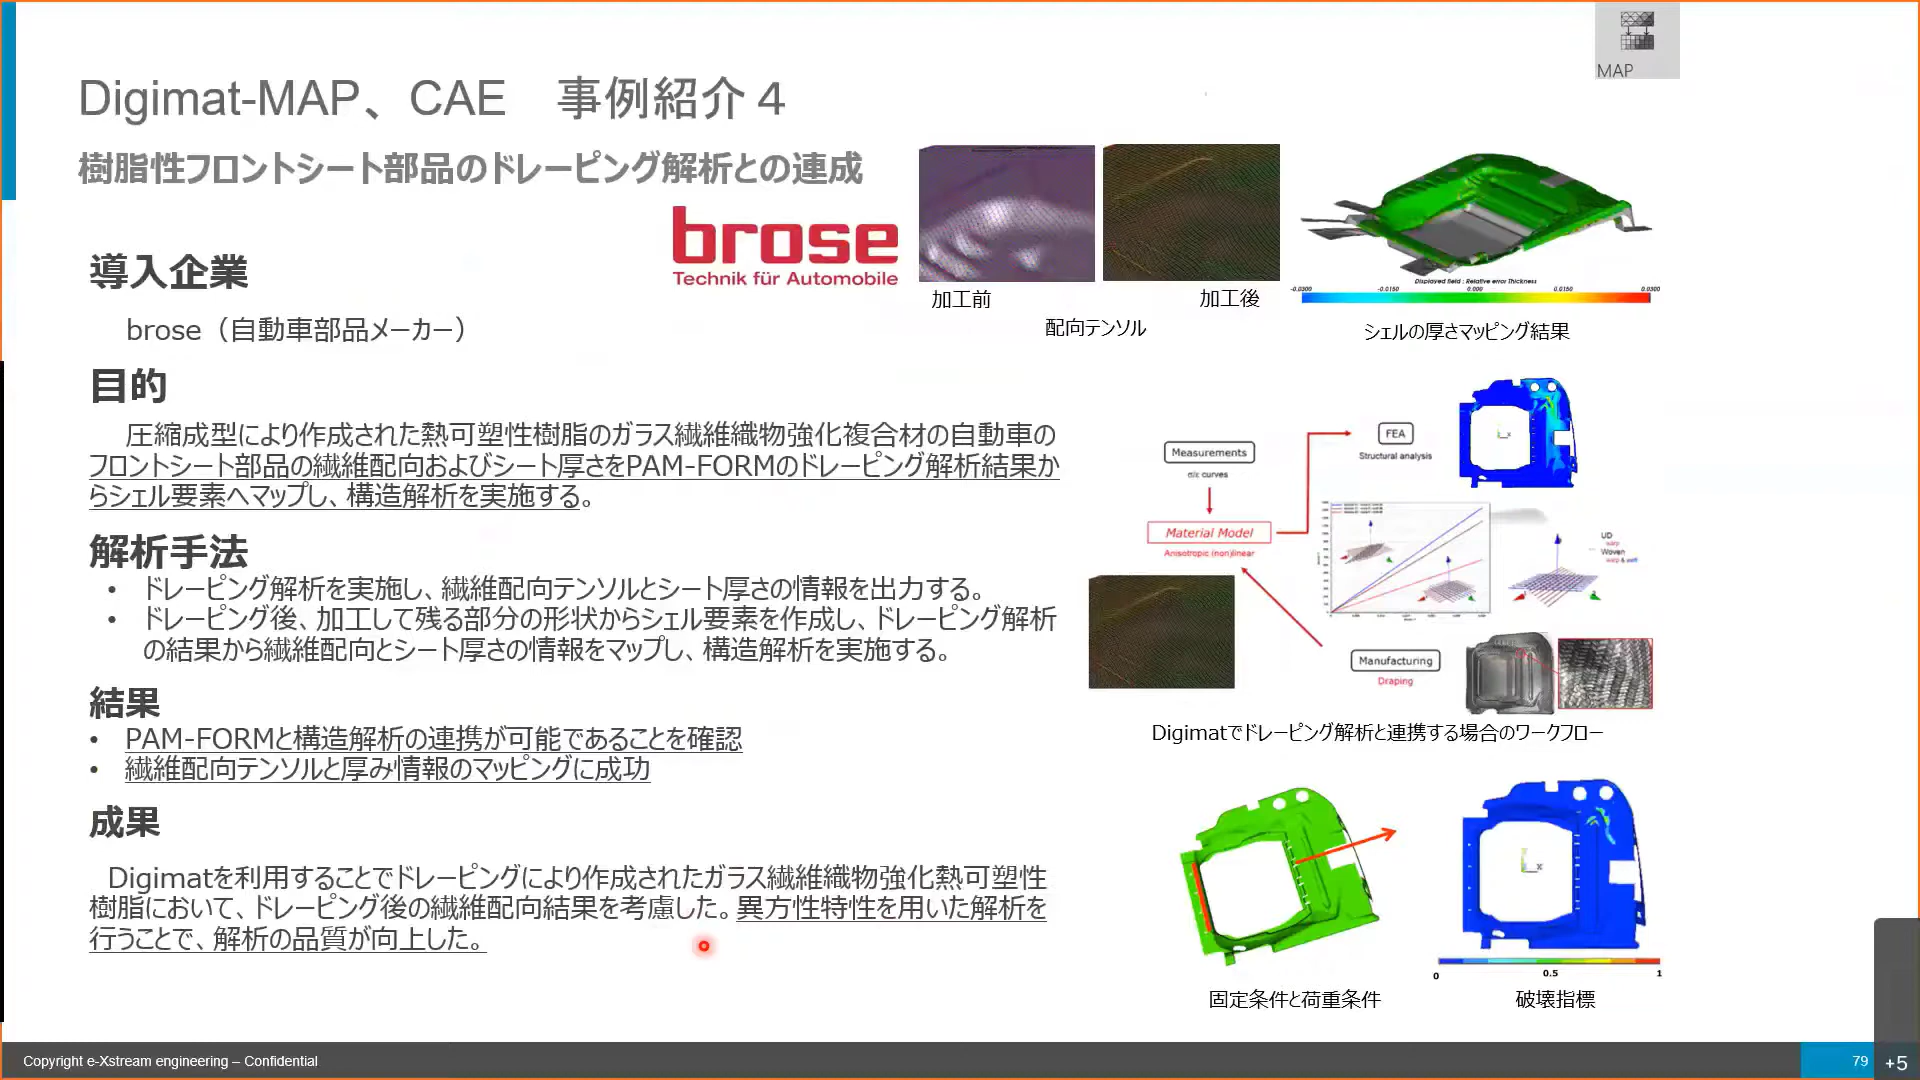 MAP
Digimat-MAP、CAE　事例紹介４
樹脂性フロントシート部品のドレーピング解析との連成
brose
Technik für Automobile
導入企業
brose（自動車部品メーカー）
目的
圧縮成型により作成された熱可塑性樹脂のガラス繊維織物強化複合材の自動車の
フロントシート部品の繊維配向およびシート厚さをPAM-FORMのドレーピング解析結果か
らシェル要素へマップし、構造解析を実施する。
解析手法
• ドレーピング解析を実施し、繊維配向テンソルとシート厚さの情報を出力する。
• ドレーピング後、加工して残る部分の形状からシェル要素を作成し、ドレーピング解析
の結果から繊維配向とシート厚さの情報をマップし、構造解析を実施する。
結果
• PAM-FORMと構造解析の連携が可能であることを確認
• 繊維配向テンソルと厚み情報のマッピングに成功
成果
Digimatを利用することでドレーピングにより作成されたガラス繊維織物強化熱可塑性
樹脂において、ドレーピング後の繊維配向結果を考慮した。異方性特性を用いた解析を
行うことで、解析の品質が向上した。
加工前
加工後
配向テンソル
Displayed field : Relative error Thickness
-0.0300 -0.0150 0.000 0.0150 0.0300
シェルの厚さマッピング結果
Measurements
σ/ε curves
FEA
Structural analysis
Material Model
Anisotropic (non)linear
UD
warp
Woven
warp & weft
Manufacturing
Draping
Digimatでドレーピング解析と連携する場合のワークフロー
固定条件と荷重条件
0 0.5 1
破壊指標
Copyright e-Xstream engineering – Confidential
79
+5